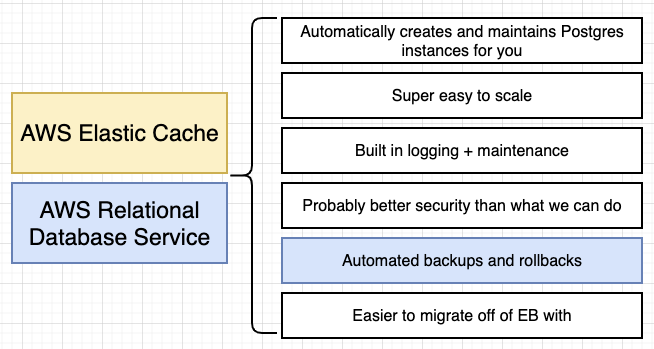 AWS Elastic Cache
AWS Relational
Database Service
Automatically creates and maintains Postgres
instances for you
Super easy to scale
Built in logging + maintenance
Probably better security than what we can do
Automated backups and rollbacks
Easier to migrate off of EB with